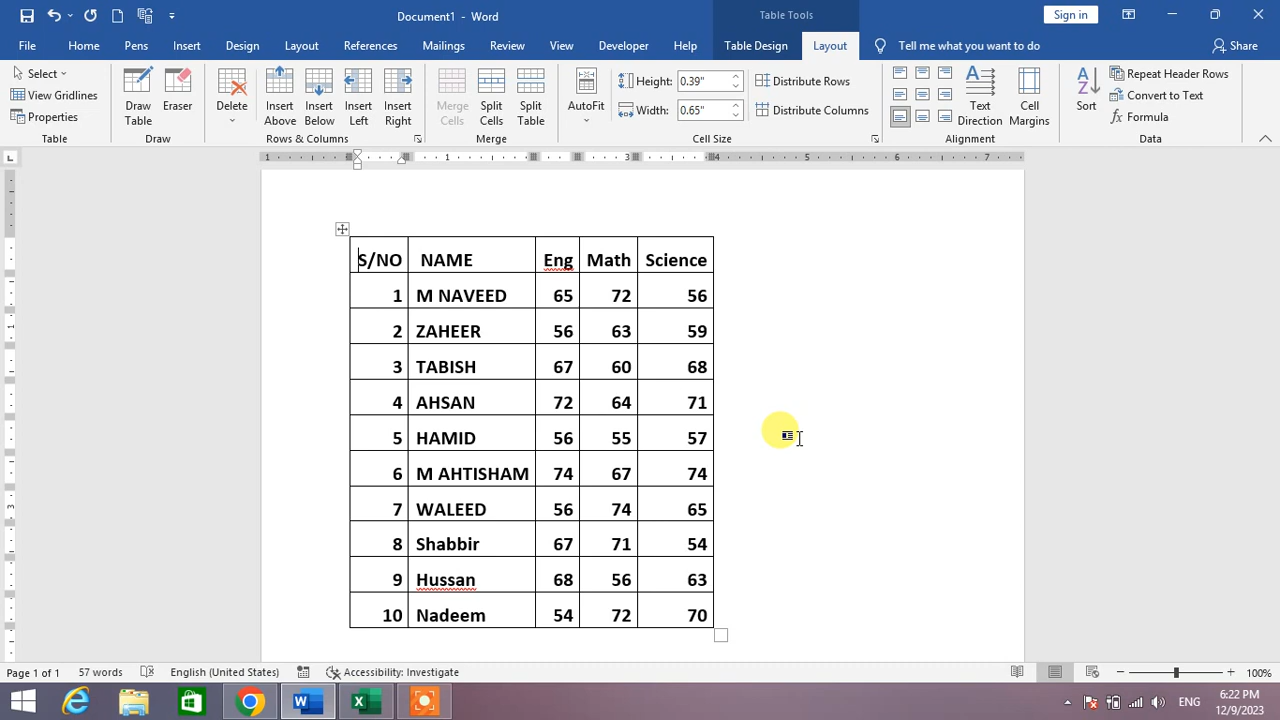 Document1 - Word
Table Tools
Sign in
File
Home
Pens
Insert
Design
Layout
References
Mailings
Review
View
Developer
Help
Table Design
Layout
Tell me what you want to do
Share
Select
View Gridlines
Properties
Table
Draw Table
Eraser
Draw
Delete
Insert Above
Insert Below
Insert Left
Insert Right
Rows & Columns
Merge Cells
Split Cells
Split Table
Merge
AutoFit
Height: 0.39"
Width: 0.65"
Distribute Rows
Distribute Columns
Cell Size
Text Direction
Cell Margins
Alignment
Sort
Repeat Header Rows
Convert to Text
Formula
Data
1 1 3 4 5 6 7
S/NO NAME Eng Math Science
1 M NAVEED 65 72 56
2 ZAHEER 56 63 59
3 TABISH 67 60 68
4 AHSAN 72 64 71
5 HAMID 56 55 57
6 M AHTISHAM 74 67 74
7 WALEED 56 74 65
8 Shabbir 67 71 54
9 Hussan 68 56 63
10 Nadeem 54 72 70
Page 1 of 1
57 words
English (United States)
Accessibility: Investigate
100%
ENG
6:22 PM
12/9/2023